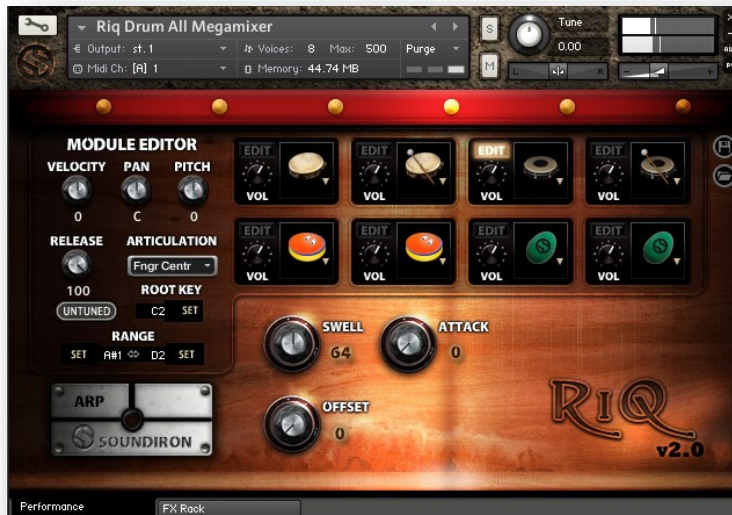 Riq Drum All Megamixer
Output: st.1 Voices: 8 Max: 500 Purge
Midi Ch: [A] 1 Memory: 44.74 MB
S
M
Tune
0.00
L R
- +
MODULE EDITOR
VELOCITY PAN PITCH
0 C 0
RELEASE ARTICULATION
100 Fngr Centr
ROOT KEY
UNTUNED C2 SET
RANGE
SET A#1 D2 SET
EDIT EDIT EDIT EDIT
VOL VOL VOL VOL
EDIT EDIT EDIT EDIT
VOL VOL VOL VOL
ARP
SOUNDIRON
SWELL ATTACK
64 0
OFFSET
0
RIQ
v2.0
Performance FX Rack